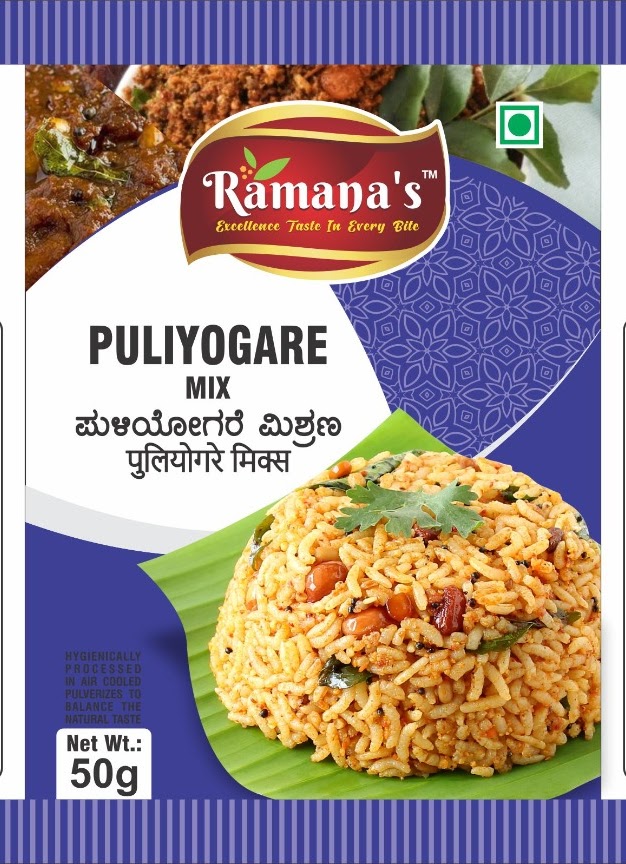 Ramana's™
Excellence Taste In Every Bite
PULIYOGARE
MIX
ಪುಳಿಯೋಗರೆ ಮಿಶ್ರಣ
पुलियोगरे मिक्स
HYGIENICALLY
PROCESSED
IN AIR COOLED
PULVERIZES TO
BALANCE THE
NATURAL TASTE
Net Wt.:
50g